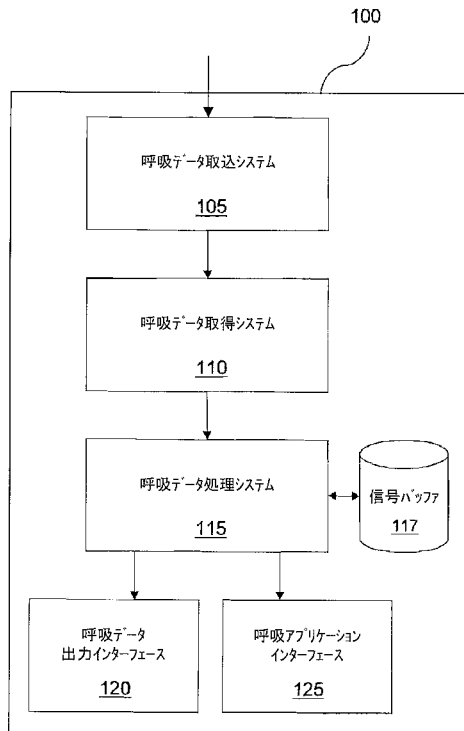 100
呼吸データ取込システム
105
呼吸データ取得システム
110
呼吸データ処理システム
115
信号バッファ
117
呼吸データ
出力インターフェース
120
呼吸アプリケーション
インターフェース
125